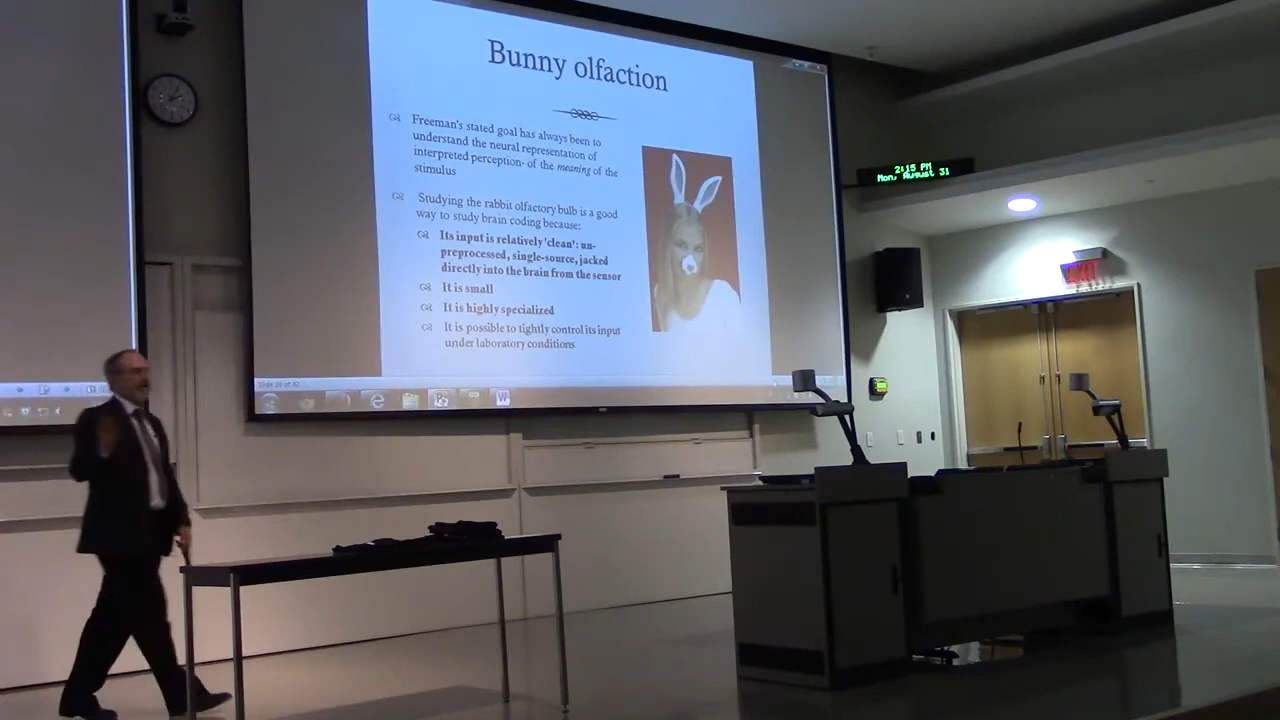 Bunny olfaction
Freeman's stated goal has always been to
understand the neural representation of
interpreted perception- of the meaning of the
stimulus
Studying the rabbit olfactory bulb is a good
way to study brain coding because:
Its input is relatively 'clean': un-
preprocessed, single-source, jacked
directly into the brain from the sensor
It is small
It is highly specialized
It is possible to tightly control its input
under laboratory conditions
2:15 PM
Mon, August 31
EXIT